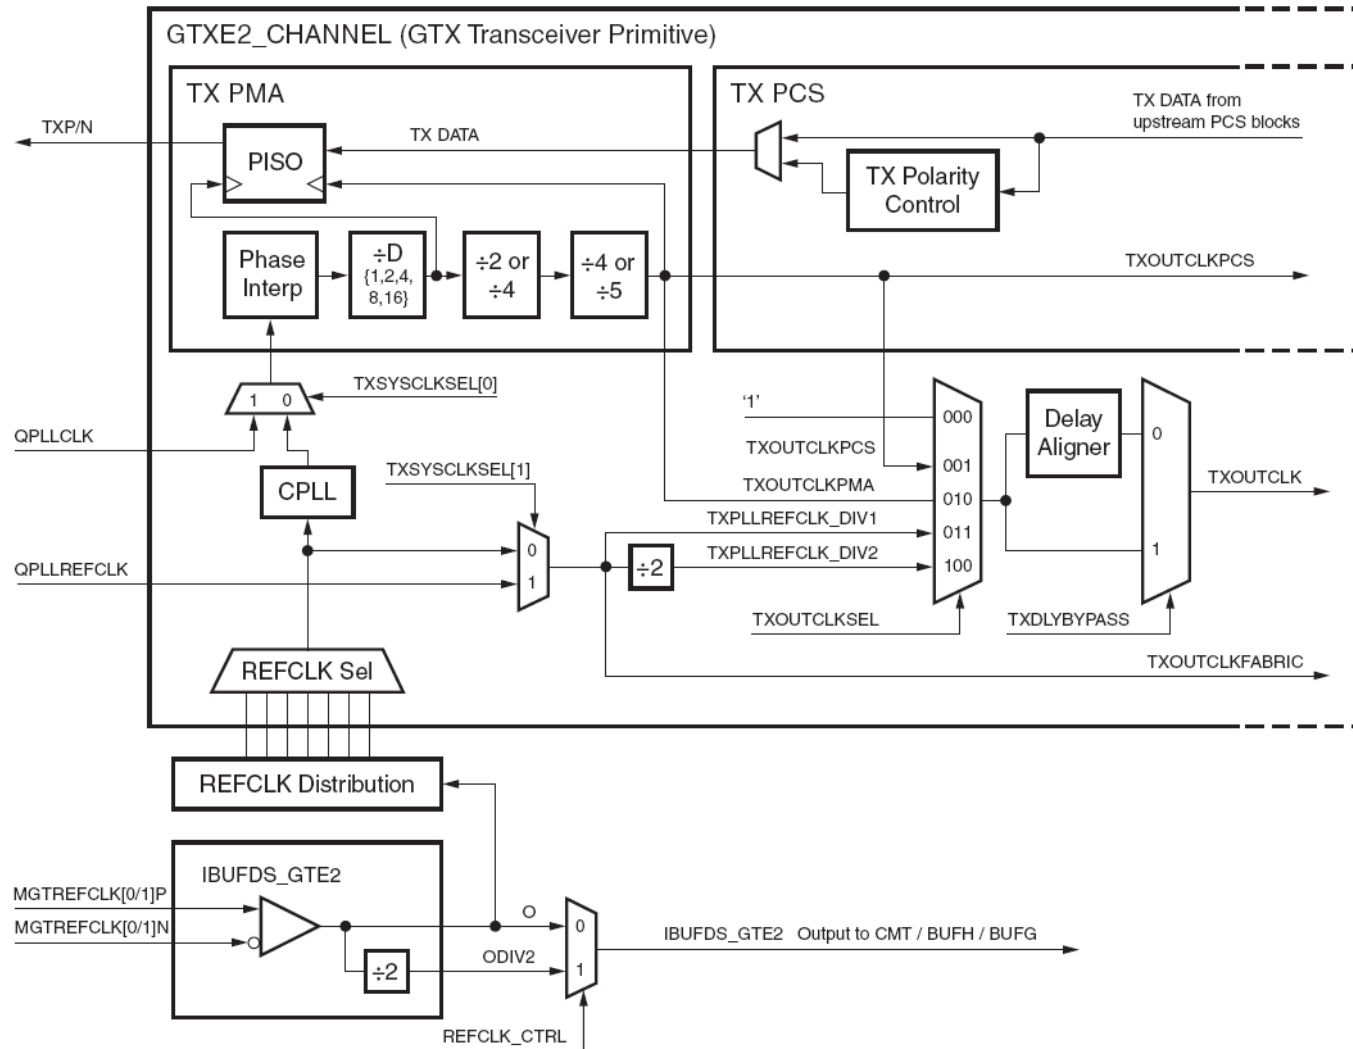 GTXE2_CHANNEL (GTX Transceiver Primitive)
TX PMA
TX PCS
TX DATA from
upstream PCS blocks
TXP/N
TX DATA
PISO
TX Polarity
Control
Phase
Interp
÷D
{1,2,4,
8,16}
÷2 or
÷4
÷4 or
÷5
TXOUTCLKPCS
TXSYSCLKSEL[0]
1 0
QPLLCLK
CPLL
TXSYSCLKSEL[1]
QPLLREFCLK
0
1
÷2
'1'
TXOUTCLKPCS
TXOUTCLKPMA
TXPLLREFCLK_DIV1
TXPLLREFCLK_DIV2
000
001
010
011
100
TXOUTCLKSEL
Delay
Aligner
0
1
TXOUTCLK
TXDLYBYPASS
TXOUTCLKFABRIC
REFCLK Sel
REFCLK Distribution
IBUFDS_GTE2
MGTREFCLK[0/1]P
MGTREFCLK[0/1]N
÷2
O
ODIV2
0
1
IBUFDS_GTE2 Output to CMT / BUFH / BUFG
REFCLK_CTRL